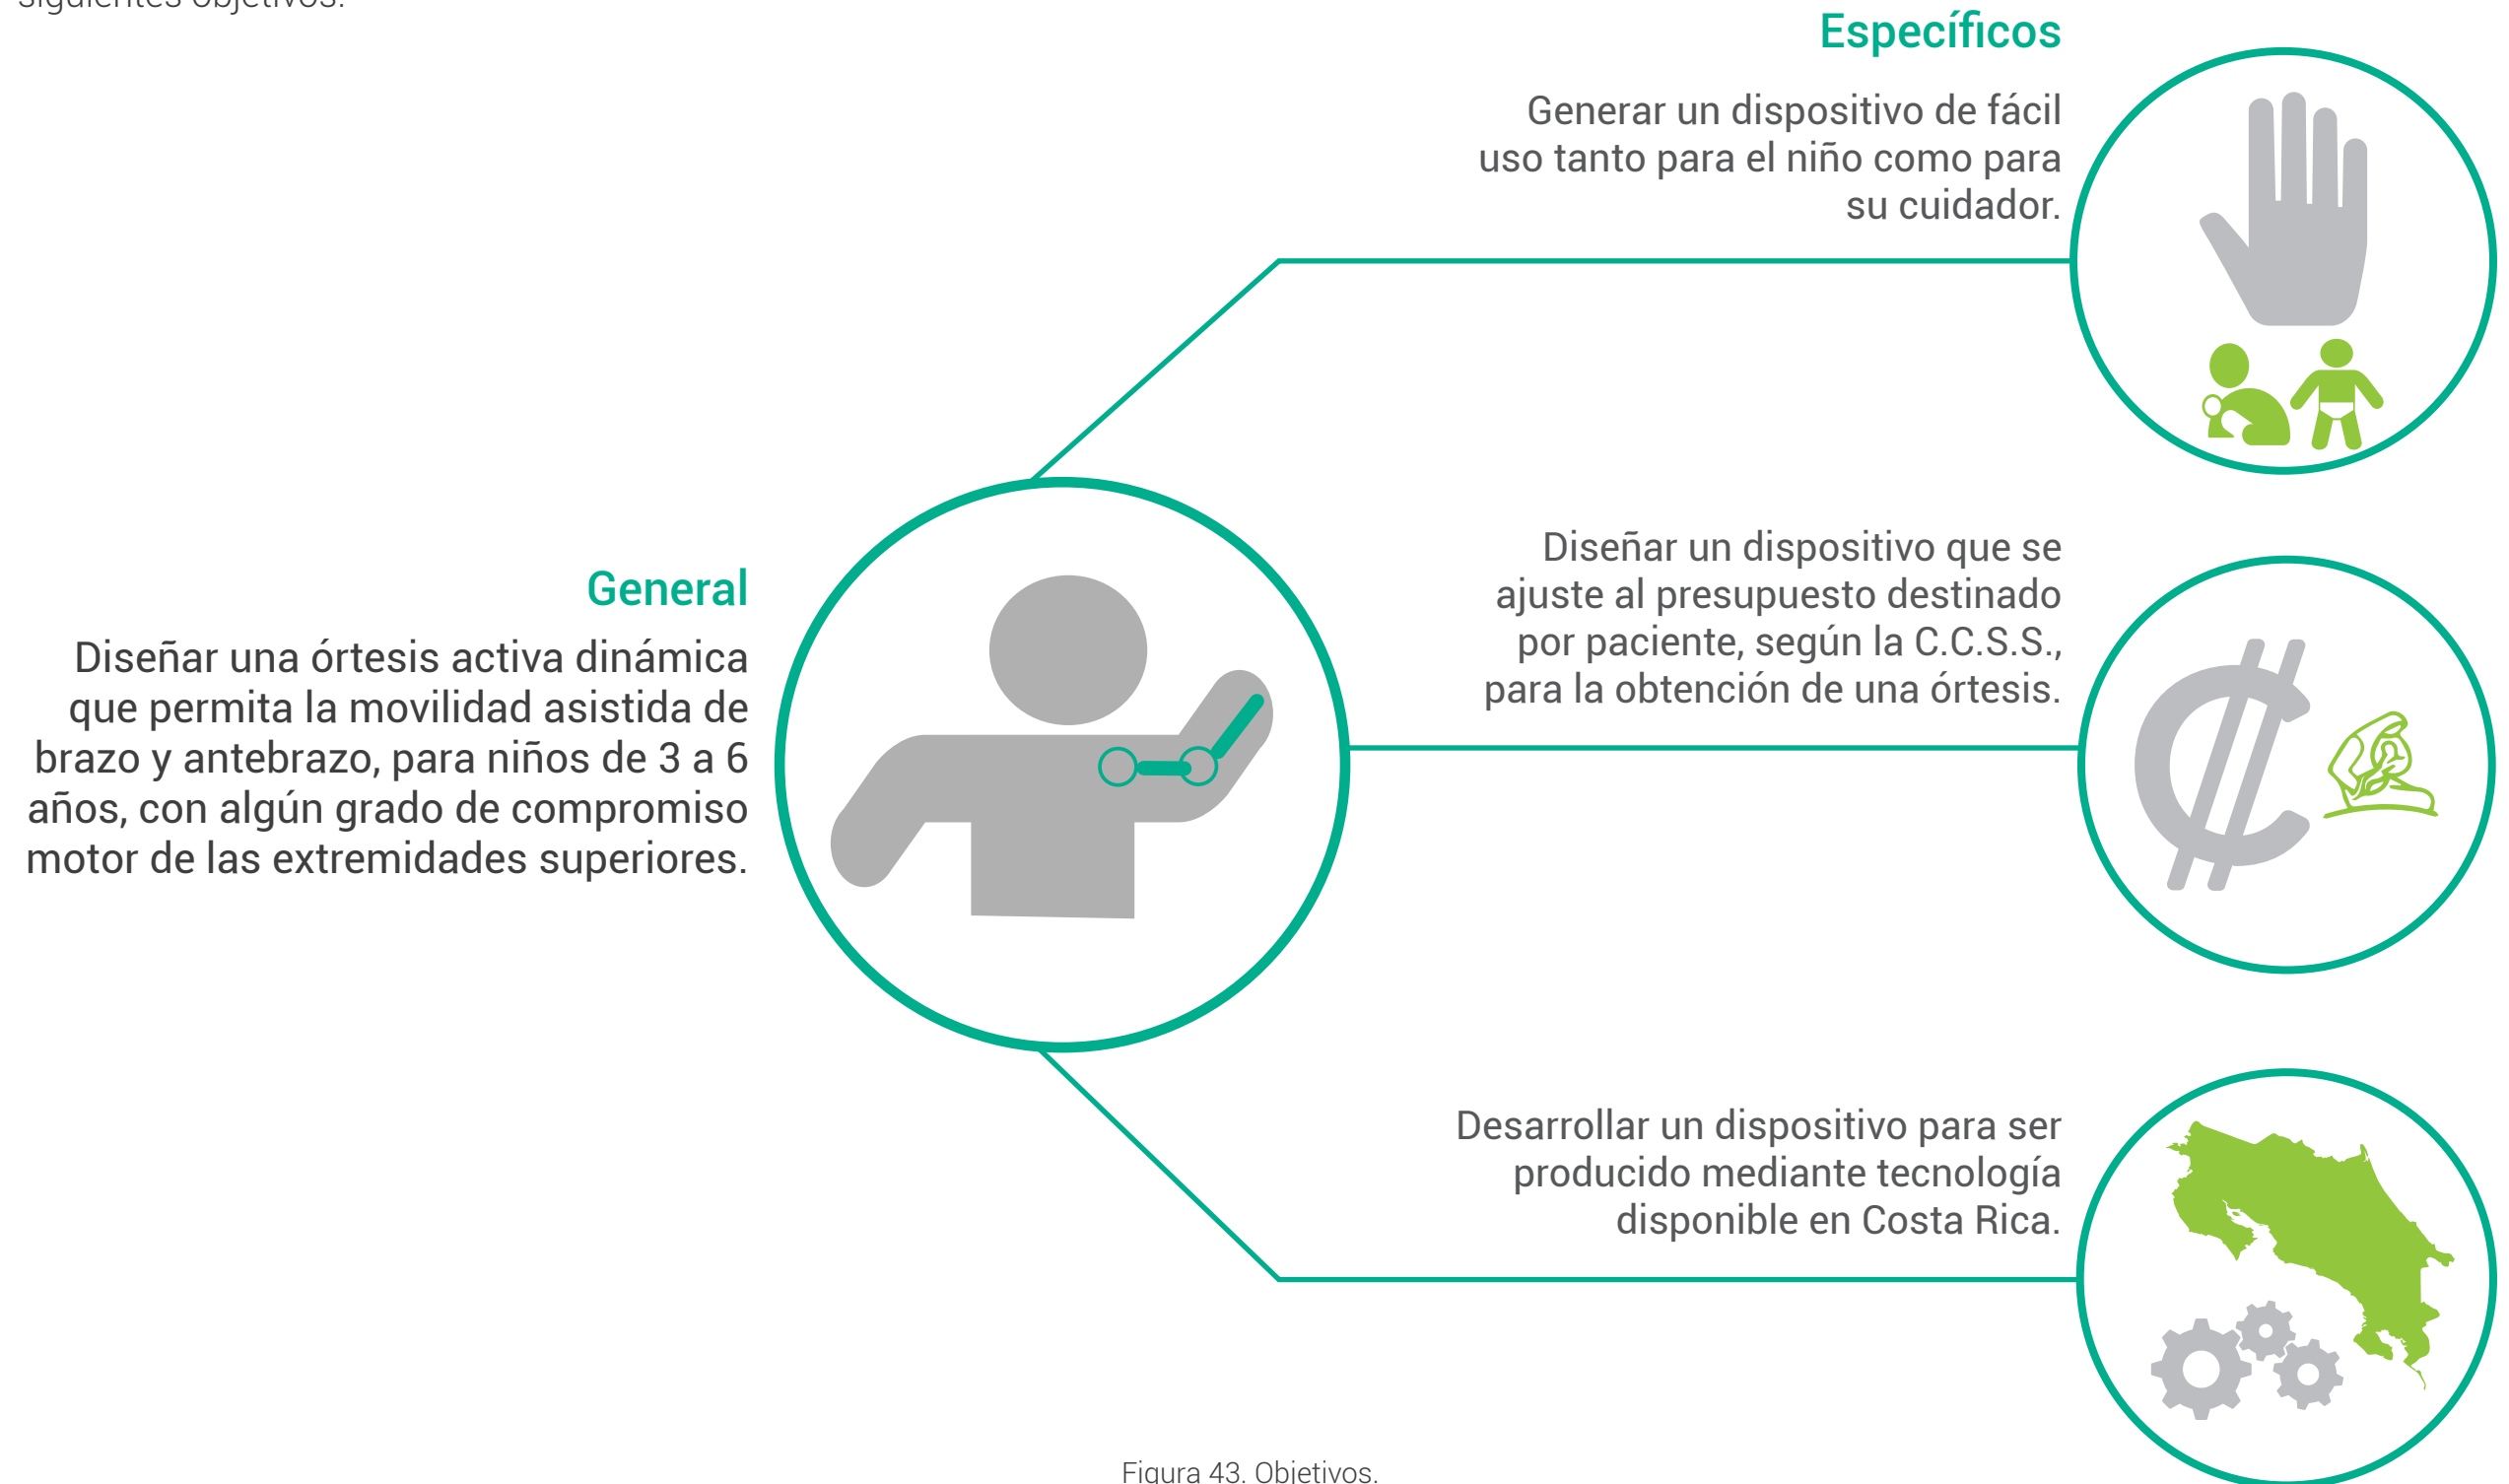 siguientes objetivos:
General
Diseñar una órtesis activa dinámica
que permita la movilidad asistida de
brazo y antebrazo, para niños de 3 a 6
años, con algún grado de compromiso
motor de las extremidades superiores.
Específicos
Generar un dispositivo de fácil
uso tanto para el niño como para
su cuidador.
Diseñar un dispositivo que se
ajuste al presupuesto destinado
por paciente, según la C.C.S.S.,
para la obtención de una órtesis.
Desarrollar un dispositivo para ser
producido mediante tecnología
disponible en Costa Rica.
Figura 43. Objetivos.